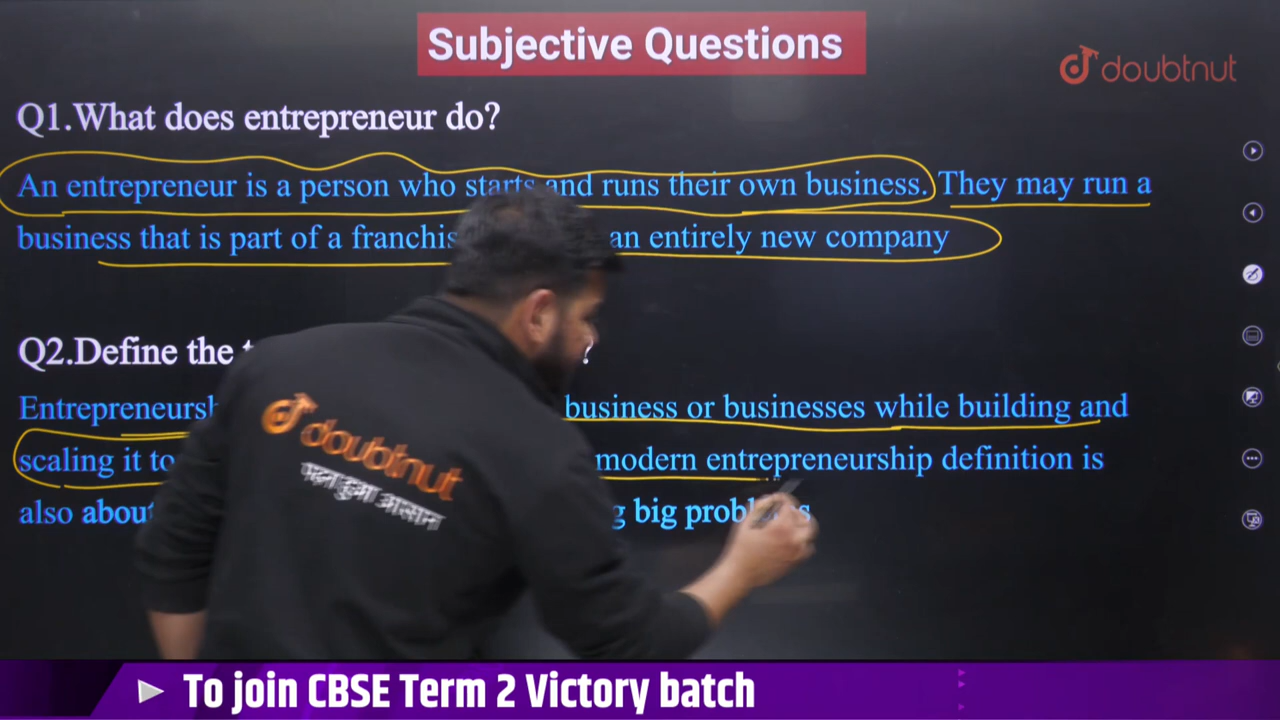 Subjective Questions
doubtnut
Q1.What does entrepreneur do?
An entrepreneur is a person who starts and runs their own business. They may run a
business that is part of a an entirely new company
Q2.Define the ?
business or businesses while building and
scaling it to modern entrepreneurship definition is
also about big problems
doubtnut
पढ़ना हुआ आसान
To join CBSE Term 2 Victory batch